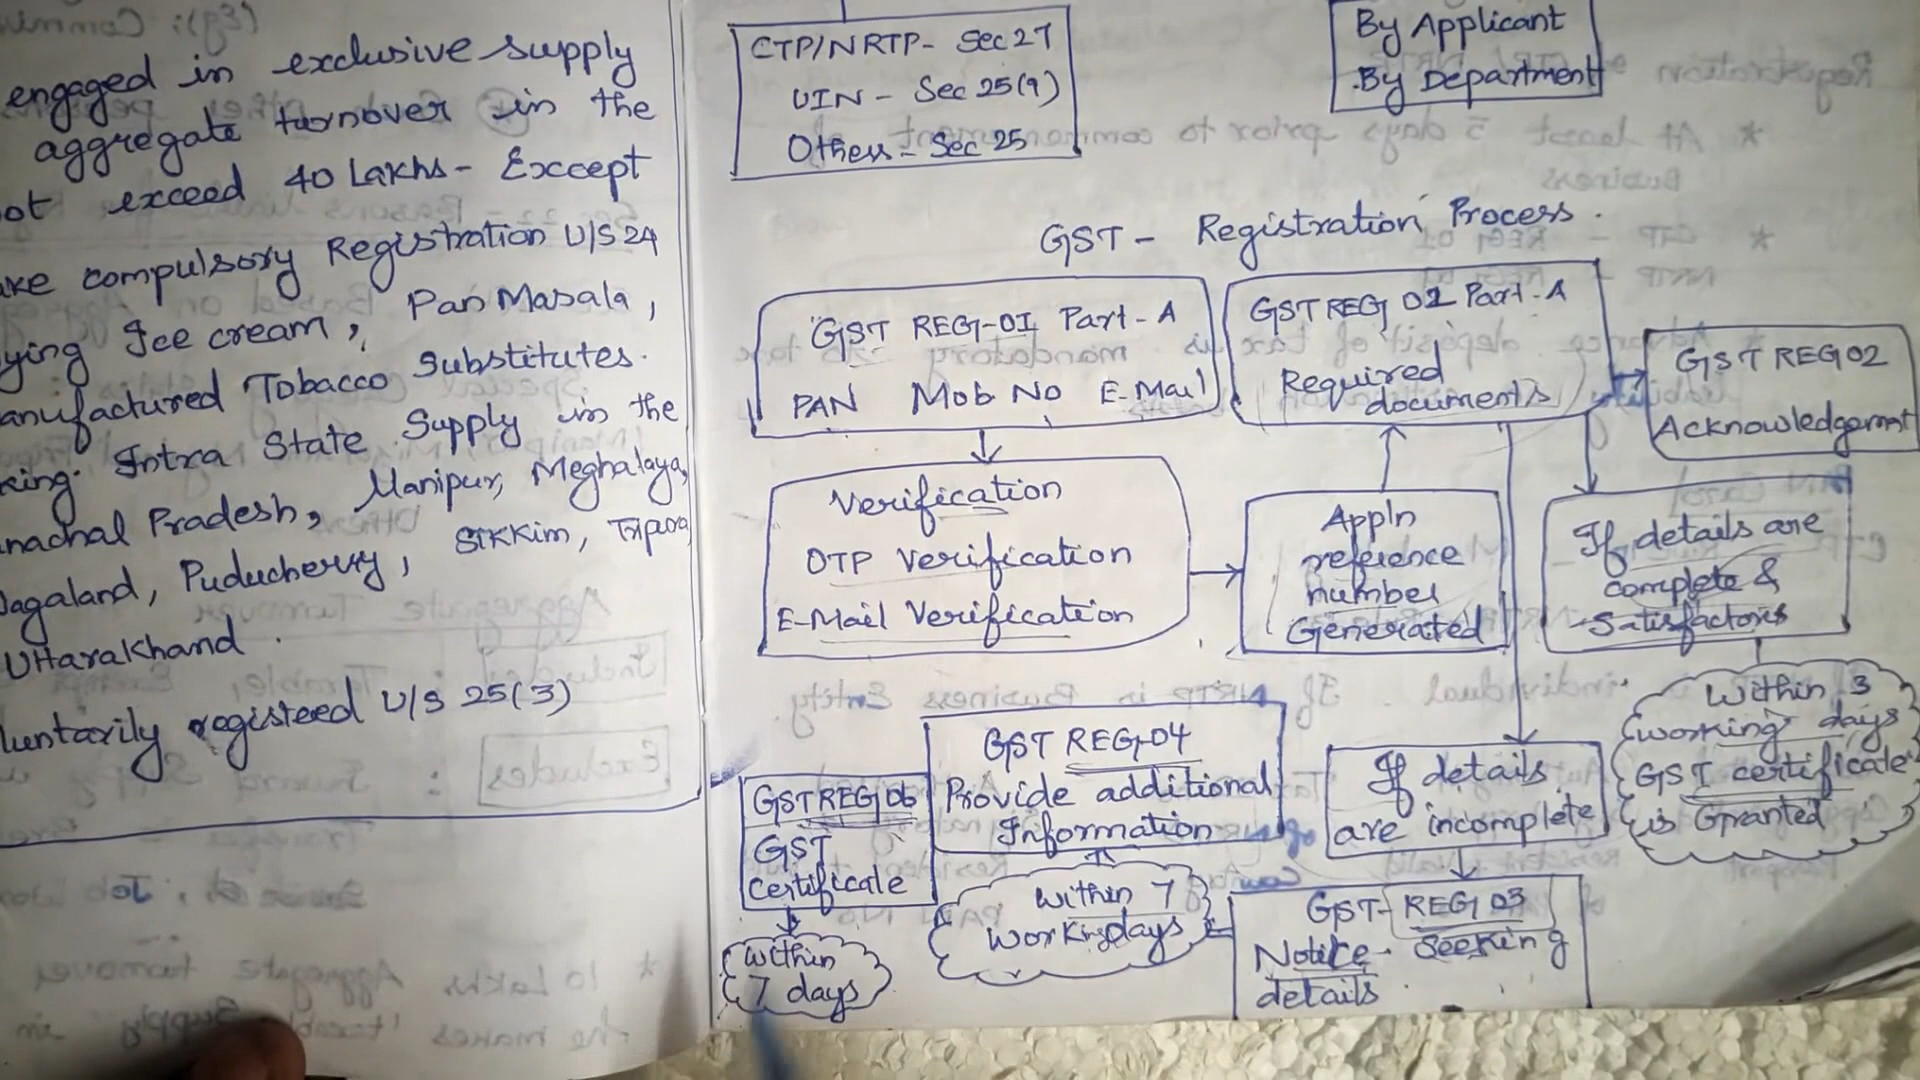 engaged in exclusive supply
aggregate turnover in the
ot exceed 40 Lakhs - Except
ake compulsory Registration U/S 24
ying Ice cream, Pan Masala,
anufactured Tobacco Substitutes.
king Intra State Supply in the
nachal Pradesh, Manipur, Meghalaya,
Nagaland, Puducherry, Sikkim, Tripura
Uttarakhand.
luntarily registeed U/S 25(3)
CTP/NRTP - Sec 27
UIN - Sec 25(9)
Others - Sec 25
By Applicant
By Department
GST - Registration Process.
GST REG-01 Part-A
PAN Mob No E-Mail
Verification
OTP Verification
E-Mail Verification
Appln
reference
number
Generated
GST REG 01 Part-A
Required
documents
GST REG 02
Acknowledgemnt
If details are
complete &
Satisfactories
Within 3
working days
GST certificate
is Granted
If details
are incomplete
GST-REG 03
Notice - Seeking
details
Within 7
Working days
GST REG-04
Provide additional
Information
GST REG 06
GST
Certificate
Within
7 days